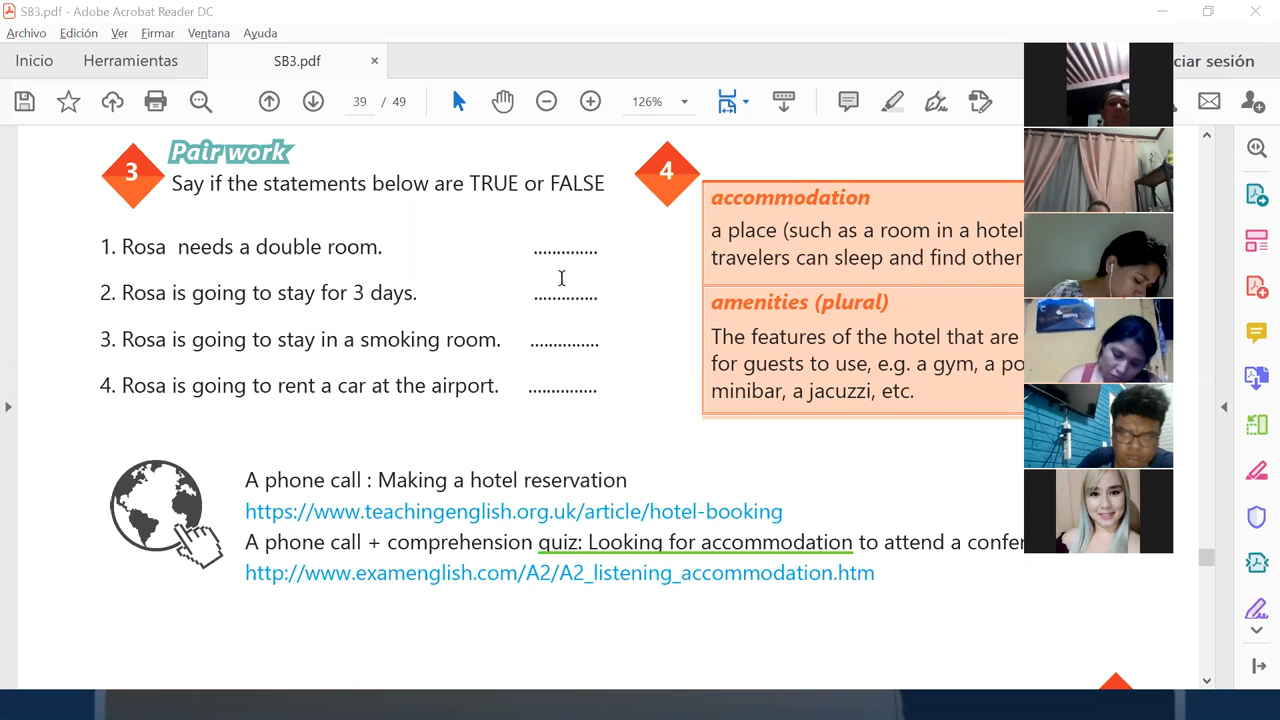 SB3.pdf - Adobe Acrobat Reader DC
Archivo Edición Ver Firmar Ventana Ayuda
Inicio Herramientas SB3.pdf × ciar sesión
39 / 49 126%
3 Pair work
Say if the statements below are TRUE or FALSE
1. Rosa needs a double room. ..............
2. Rosa is going to stay for 3 days. ..............
3. Rosa is going to stay in a smoking room. ...............
4. Rosa is going to rent a car at the airport. ...............
4
accommodation
a place (such as a room in a hotel
travelers can sleep and find other
amenities (plural)
The features of the hotel that are
for guests to use, e.g. a gym, a po
minibar, a jacuzzi, etc.
A phone call : Making a hotel reservation
https://www.teachingenglish.org.uk/article/hotel-booking
A phone call + comprehension quiz: Looking for accommodation to attend a confer
http://www.examenglish.com/A2/A2_listening_accommodation.htm